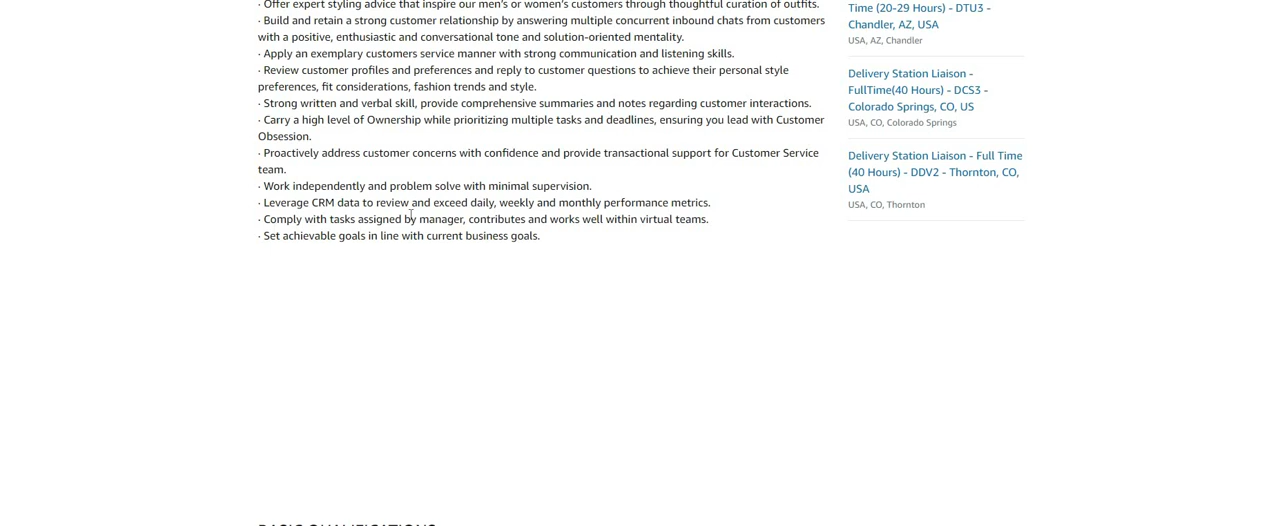 · Offer expert styling advice that inspire our men's or women's customers through thoughtful curation of outfits.
· Build and retain a strong customer relationship by answering multiple concurrent inbound chats from customers
with a positive, enthusiastic and conversational tone and solution-oriented mentality.
· Apply an exemplary customers service manner with strong communication and listening skills.
· Review customer profiles and preferences and reply to customer questions to achieve their personal style
preferences, fit considerations, fashion trends and style.
· Strong written and verbal skill, provide comprehensive summaries and notes regarding customer interactions.
· Carry a high level of Ownership while prioritizing multiple tasks and deadlines, ensuring you lead with Customer
Obsession.
· Proactively address customer concerns with confidence and provide transactional support for Customer Service
team.
· Work independently and problem solve with minimal supervision.
· Leverage CRM data to review and exceed daily, weekly and monthly performance metrics.
· Comply with tasks assigned by manager, contributes and works well within virtual teams.
· Set achievable goals in line with current business goals.
BASIC QUALIFICATIONS
Time (20-29 Hours) - DTU3 -
Chandler, AZ, USA
USA, AZ, Chandler
Delivery Station Liaison -
FullTime(40 Hours) - DCS3 -
Colorado Springs, CO, US
USA, CO, Colorado Springs
Delivery Station Liaison - Full Time
(40 Hours) - DDV2 - Thornton, CO,
USA
USA, CO, Thornton